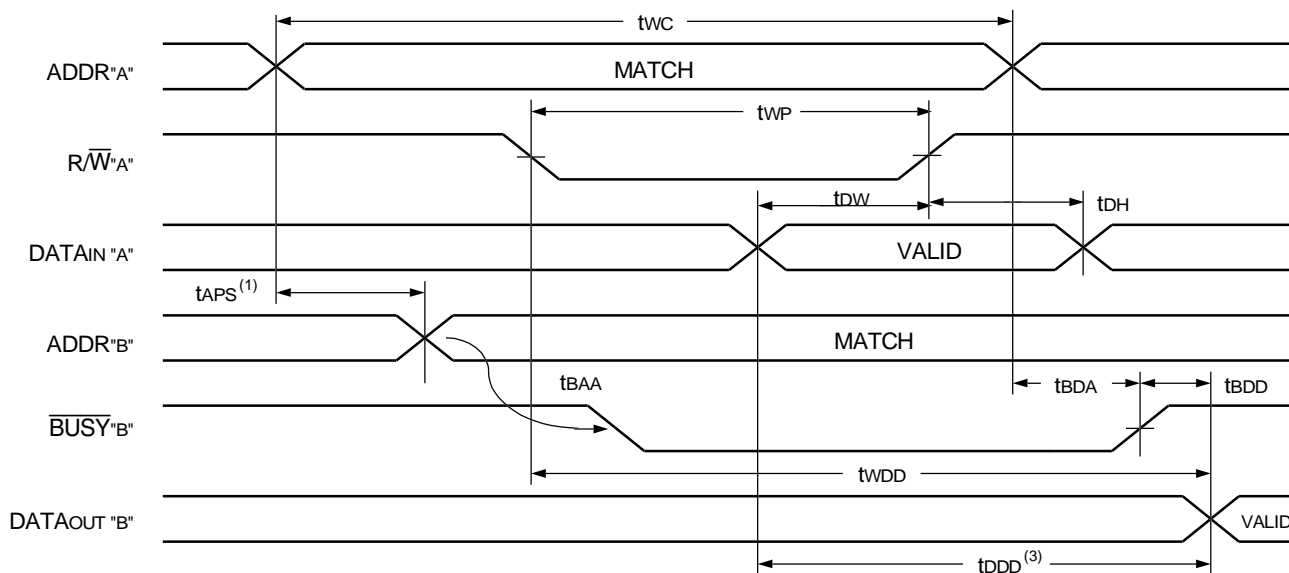 tWC
ADDR"A" MATCH
tWP
R/W"A"
tDW tDH
DATAIN "A" VALID
tAPS(1)
ADDR"B" MATCH
tBAA tBDA tBDD
BUSY"B"
tWDD
DATAOUT "B" VALID
tDDD(3)